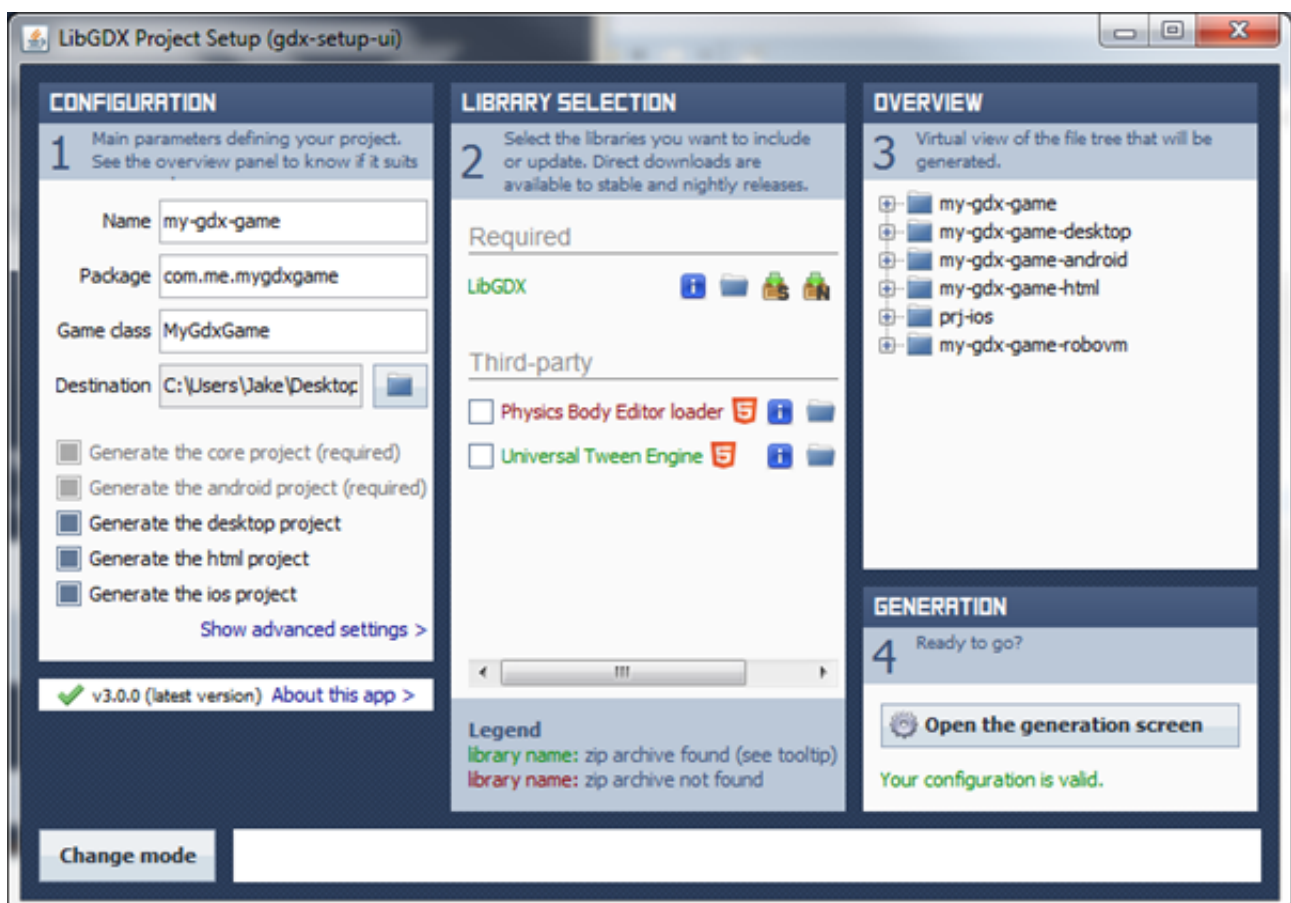 LibGDX Project Setup (gdx-setup-ui)
CONFIGURATION
1
Main parameters defining your project.
See the overview panel to know if it suits
Name my-gdx-game
Package com.me.mygdxgame
Game class MyGdxGame
Destination C:\Users\Jake\Desktop
Generate the core project (required)
Generate the android project (required)
Generate the desktop project
Generate the html project
Generate the ios project
Show advanced settings >
v3.0.0 (latest version) About this app >
LIBRARY SELECTION
2
Select the libraries you want to include
or update. Direct downloads are
available to stable and nightly releases.
Required
LibGDX i S N
Third-party
Physics Body Editor loader 5 i
Universal Tween Engine 5 i
Legend
library name: zip archive found (see tooltip)
library name: zip archive not found
OVERVIEW
3
Virtual view of the file tree that will be
generated.
my-gdx-game
my-gdx-game-desktop
my-gdx-game-android
my-gdx-game-html
prj-ios
my-gdx-game-robovm
GENERATION
4
Ready to go?
Open the generation screen
Your configuration is valid.
Change mode